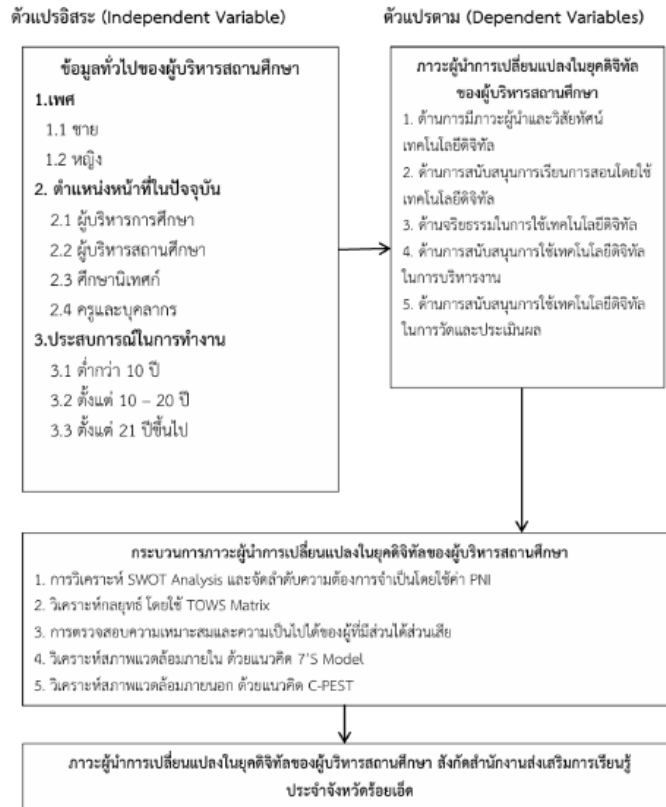 ตัวแปรอิสระ (Independent Variable)
ข้อมูลทั่วไปของผู้บริหารสถานศึกษา
1.เพศ
1.1 ชาย
1.2 หญิง
2. ตำแหน่งหน้าที่ในปัจจุบัน
2.1 ผู้บริหารการศึกษา
2.2 ผู้บริหารสถานศึกษา
2.3 ศึกษานิเทศก์
2.4 ครูและบุคลากร
3.ประสบการณ์ในการทำงาน
3.1 ต่ำกว่า 10 ปี
3.2 ตั้งแต่ 10 – 20 ปี
3.3 ตั้งแต่ 21 ปีขึ้นไป
ตัวแปรตาม (Dependent Variables)
ภาวะผู้นำการเปลี่ยนแปลงในยุคดิจิทัล
ของผู้บริหารสถานศึกษา
1. ด้านการมีภาวะผู้นำและวิสัยทัศน์
เทคโนโลยีดิจิทัล
2. ด้านการสนับสนุนการเรียนการสอนโดยใช้
เทคโนโลยีดิจิทัล
3. ด้านจริยธรรมในการใช้เทคโนโลยีดิจิทัล
4. ด้านการสนับสนุนการใช้เทคโนโลยีดิจิทัล
ในการบริหารงาน
5. ด้านการสนับสนุนการใช้เทคโนโลยีดิจิทัล
ในการวัดและประเมินผล
กระบวนการภาวะผู้นำการเปลี่ยนแปลงในยุคดิจิทัลของผู้บริหารสถานศึกษา
1. การวิเคราะห์ SWOT Analysis และจัดลำดับความต้องการจำเป็นโดยใช้ค่า PNI
2. วิเคราะห์กลยุทธ์ โดยใช้ TOWS Matrix
3. การตรวจสอบความเหมาะสมและความเป็นไปได้ของผู้ที่มีส่วนได้ส่วนเสีย
4. วิเคราะห์สภาพแวดล้อมภายใน ด้วยแนวคิด 7'S Model
5. วิเคราะห์สภาพแวดล้อมภายนอก ด้วยแนวคิด C-PEST
ภาวะผู้นำการเปลี่ยนแปลงในยุคดิจิทัลของผู้บริหารสถานศึกษา สังกัดสำนักงานส่งเสริมการเรียนรู้
ประจำจังหวัดร้อยเอ็ด